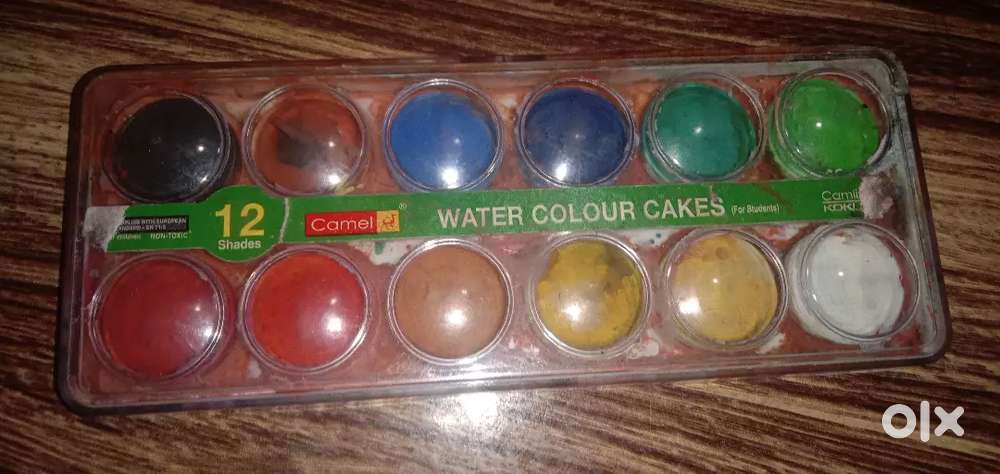 12
Shades
NON-TOXIC
Camel
®
WATER COLOUR CAKES (For Students)
olx